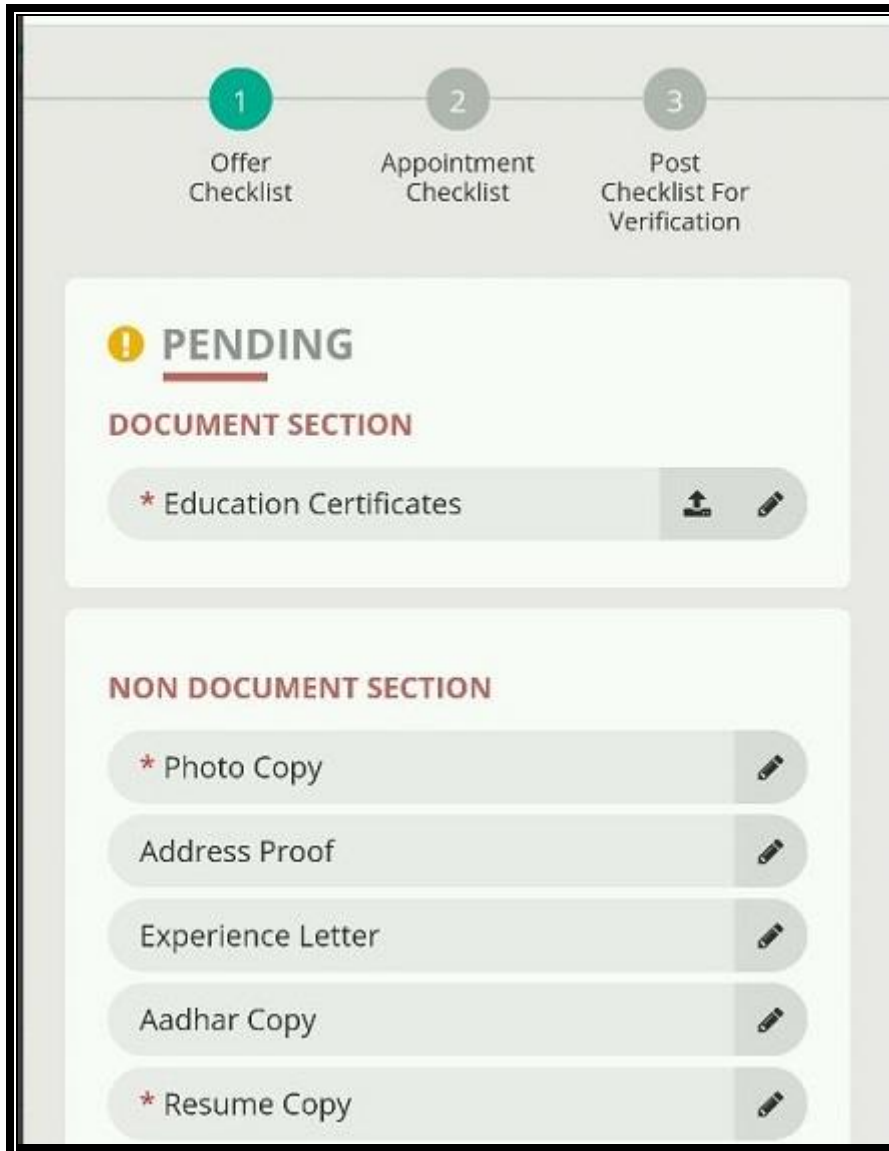 1
2
3
Offer
Checklist
Appointment
Checklist
Post
Checklist For
Verification
! PENDING
DOCUMENT SECTION
* Education Certificates
NON DOCUMENT SECTION
* Photo Copy
Address Proof
Experience Letter
Aadhar Copy
* Resume Copy